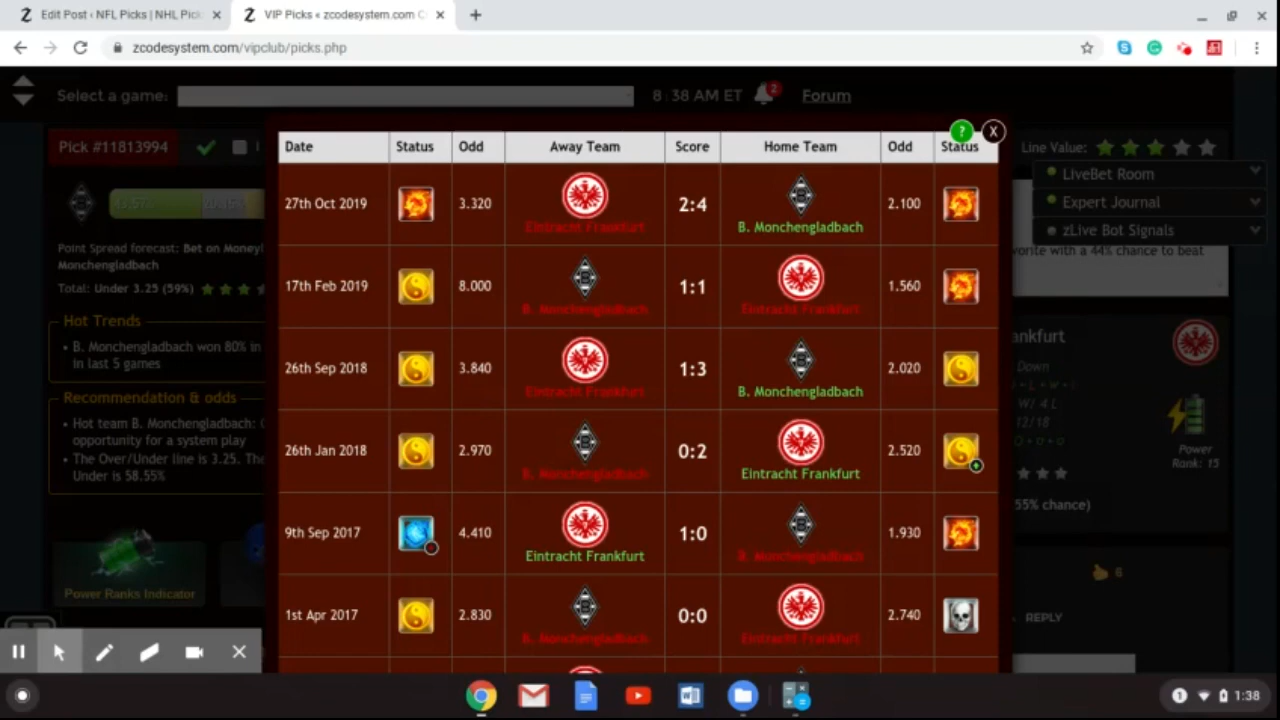 Edit Post ‹ NFL Picks | NHL Pic
VIP Picks « zcodesystem.com
zcodesystem.com/vipclub/picks.php
Select a game:
8:38 AM ET
2
Forum
Pick #11813994
Line Value:
? X
Date Status Odd Away Team Score Home Team Odd Status
LiveBet Room
Expert Journal
zLive Bot Signals
27th Oct 2019 3.320 Eintracht Frankfurt 2:4 B. Monchengladbach 2.100
17th Feb 2019 8.000 B. Monchengladbach 1:1 Eintracht Frankfurt 1.560
26th Sep 2018 3.840 Eintracht Frankfurt 1:3 B. Monchengladbach 2.020
26th Jan 2018 2.970 B. Monchengladbach 0:2 Eintracht Frankfurt 2.520
9th Sep 2017 4.410 Eintracht Frankfurt 1:0 B. Monchengladbach 1.930
1st Apr 2017 2.830 B. Monchengladbach 0:0 Eintracht Frankfurt 2.740
43.57%
Point Spread forecast: Bet on Moneyl
Monchengladbach
Total: Under 3.25 (59%)
Hot Trends
B. Monchengladbach won 80% in
in last 5 games
Recommendation & odds
Hot team B. Monchengladbach:
opportunity for a system play
The Over/Under line is 3.25. The
Under is 58.55%
Power Ranks Indicator
with a 44% chance to beat
nkfurt
Down
W/ 4 L
12/18
Power
Rank: 15
55% chance)
6
REPLY
1
1:38